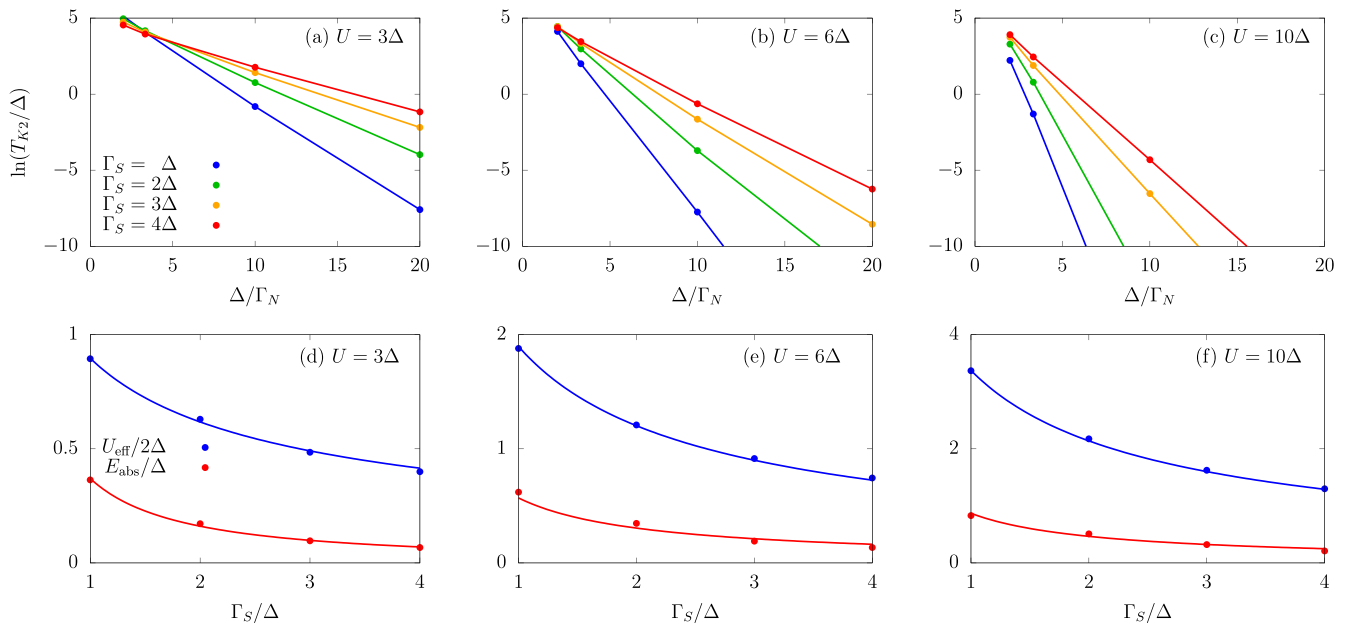 (a) U = 3Δ
(b) U = 6Δ
(c) U = 10Δ
ln(T_{K2}/Δ)
5
0
−5
−10
Γ_S = Δ
Γ_S = 2Δ
Γ_S = 3Δ
Γ_S = 4Δ
0 5 10 15 20
Δ/Γ_N
5
0
−5
−10
0 5 10 15 20
Δ/Γ_N
5
0
−5
−10
0 5 10 15 20
Δ/Γ_N
(d) U = 3Δ
1
0.5
0
U_eff/2Δ
E_abs/Δ
1 2 3 4
Γ_S/Δ
(e) U = 6Δ
2
1
0
1 2 3 4
Γ_S/Δ
(f) U = 10Δ
4
2
0
1 2 3 4
Γ_S/Δ